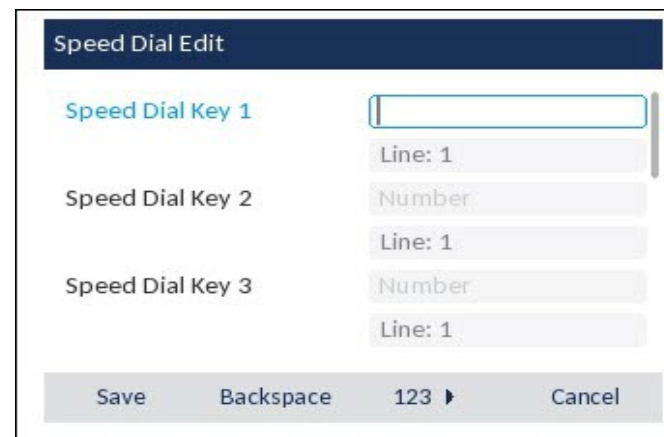 Speed Dial Edit
Speed Dial Key 1
Line: 1
Speed Dial Key 2 Number
Line: 1
Speed Dial Key 3 Number
Line: 1
Save Backspace 123 Cancel